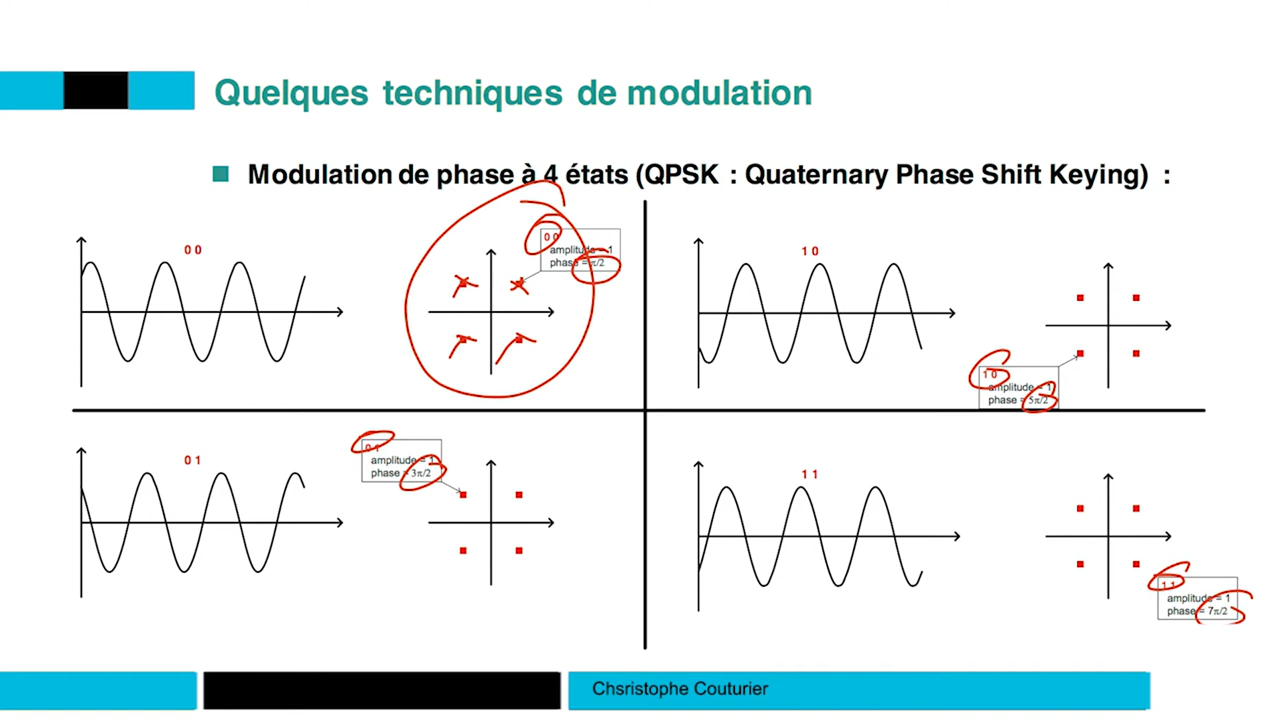 Quelques techniques de modulation
Modulation de phase à 4 états (QPSK : Quaternary Phase Shift Keying) :
0 0
0 0
amplitude = 1
phase = π/2
1 0
1 0
amplitude = 1
phase = 5π/2
0 1
0 1
amplitude = 1
phase = 3π/2
1 1
1 1
amplitude = 1
phase = 7π/2
Chsristophe Couturier